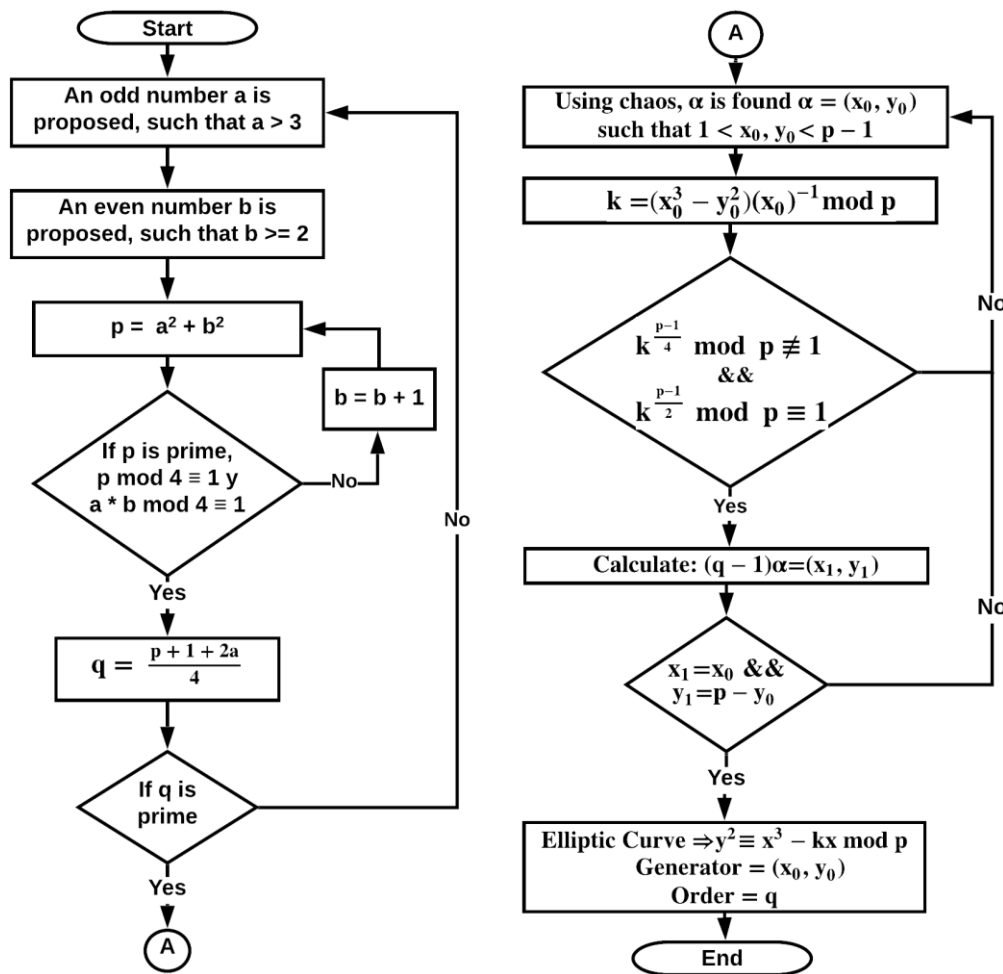 Start
An odd number a is
proposed, such that a > 3
An even number b is
proposed, such that b >= 2
p = a² + b²
b = b + 1
If p is prime,
p mod 4 ≡ 1 y
a * b mod 4 ≡ 1
No
Yes
No
q = (p + 1 + 2a)/4
If q is
prime
Yes
A
A
Using chaos, α is found α = (x₀, y₀)
such that 1 < x₀, y₀ < p − 1
k =(x₀³ − y₀²)(x₀)⁻¹ mod p
No
k^((p−1)/4) mod p ≢ 1
&&
k^((p−1)/2) mod p ≡ 1
Yes
Calculate: (q − 1)α=(x₁, y₁)
No
x₁=x₀ &&
y₁=p − y₀
Yes
Elliptic Curve ⇒y² ≡ x³ − kx mod p
Generator = (x₀, y₀)
Order = q
End